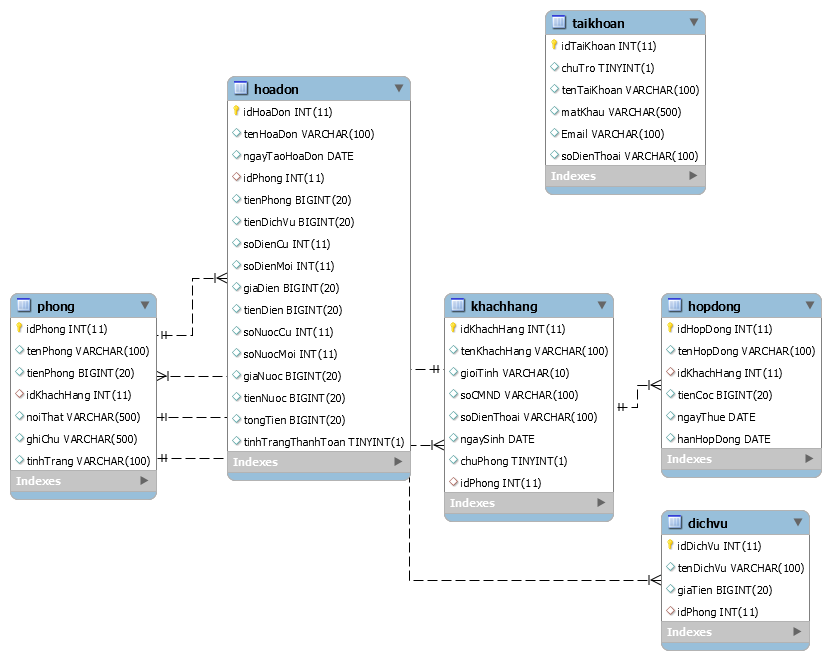 taikhoan
idTaiKhoan INT(11)
chuTro TINYINT(1)
tenTaiKhoan VARCHAR(100)
matKhau VARCHAR(500)
Email VARCHAR(100)
soDienThoai VARCHAR(100)
Indexes
hoadon
idHoaDon INT(11)
tenHoaDon VARCHAR(100)
ngayTaoHoaDon DATE
idPhong INT(11)
tienPhong BIGINT(20)
tienDichVu BIGINT(20)
soDienCu INT(11)
soDienMoi INT(11)
giaDien BIGINT(20)
tienDien BIGINT(20)
soNuocCu INT(11)
soNuocMoi INT(11)
giaNuoc BIGINT(20)
tienNuoc BIGINT(20)
tongTien BIGINT(20)
tinhTrangThanhToan TINYINT(1)
Indexes
phong
idPhong INT(11)
tenPhong VARCHAR(100)
tienPhong BIGINT(20)
idKhachHang INT(11)
noiThat VARCHAR(500)
ghiChu VARCHAR(500)
tinhTrang VARCHAR(100)
Indexes
khachhang
idKhachHang INT(11)
tenKhachHang VARCHAR(100)
gioiTinh VARCHAR(10)
soCMND VARCHAR(100)
soDienThoai VARCHAR(100)
ngaySinh DATE
chuPhong TINYINT(1)
idPhong INT(11)
Indexes
hopdong
idHopDong INT(11)
tenHopDong VARCHAR(100)
idKhachHang INT(11)
tienCoc BIGINT(20)
ngayThue DATE
hanHopDong DATE
Indexes
dichvu
idDichVu INT(11)
tenDichVu VARCHAR(100)
giaTien BIGINT(20)
idPhong INT(11)
Indexes